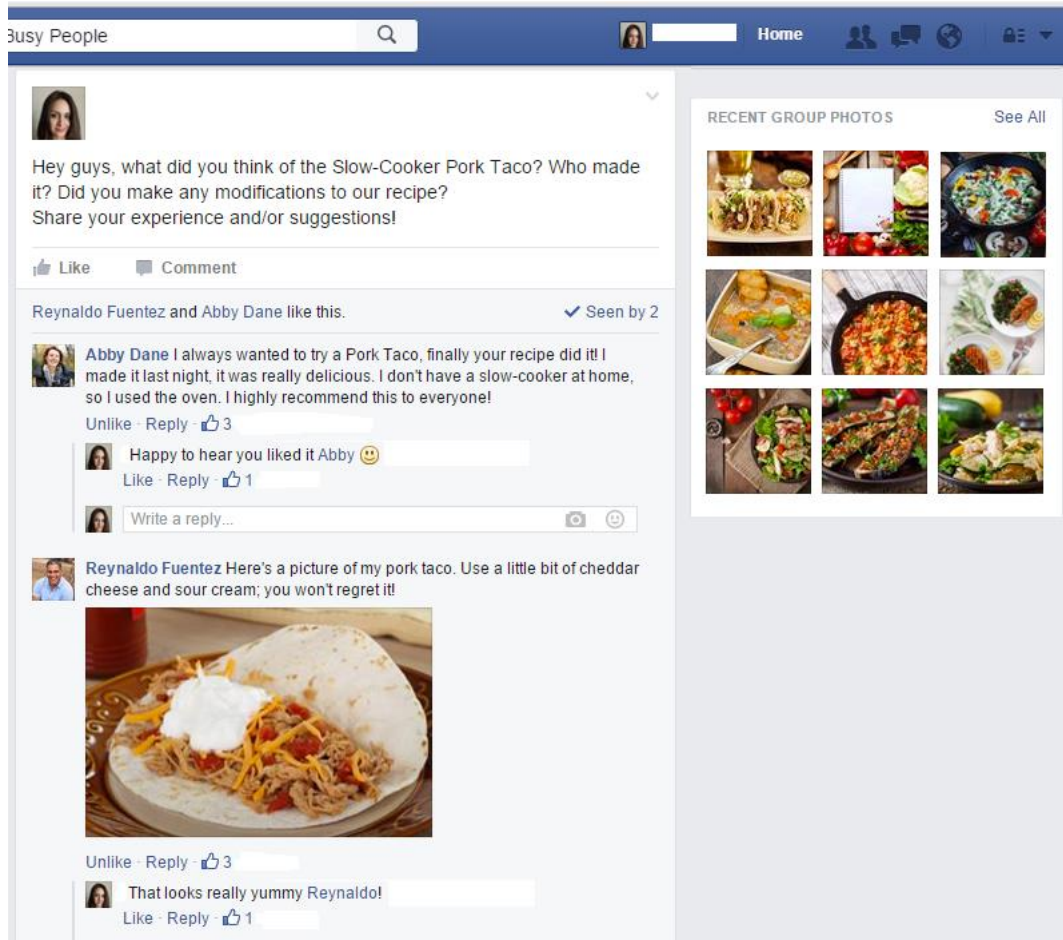 Busy People
Home
Hey guys, what did you think of the Slow-Cooker Pork Taco? Who made
it? Did you make any modifications to our recipe?
Share your experience and/or suggestions!
Like Comment
Reynaldo Fuentez and Abby Dane like this. Seen by 2
Abby Dane I always wanted to try a Pork Taco, finally your recipe did it! I
made it last night, it was really delicious. I don't have a slow-cooker at home,
so I used the oven. I highly recommend this to everyone!
Unlike · Reply · 3
Happy to hear you liked it Abby
Like · Reply · 1
Write a reply...
Reynaldo Fuentez Here's a picture of my pork taco. Use a little bit of cheddar
cheese and sour cream; you won't regret it!
Unlike · Reply · 3
That looks really yummy Reynaldo!
Like · Reply · 1
RECENT GROUP PHOTOS See All